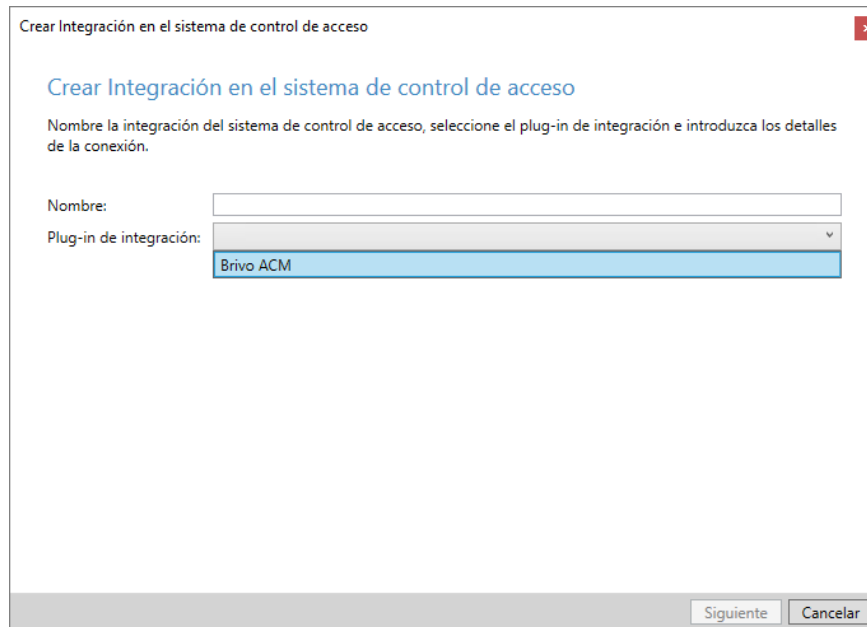 Crear Integración en el sistema de control de acceso
Crear Integración en el sistema de control de acceso
Nombre la integración del sistema de control de acceso, seleccione el plug-in de integración e introduzca los detalles
de la conexión.
Nombre:
Plug-in de integración:
Brivo ACM
Siguiente
Cancelar